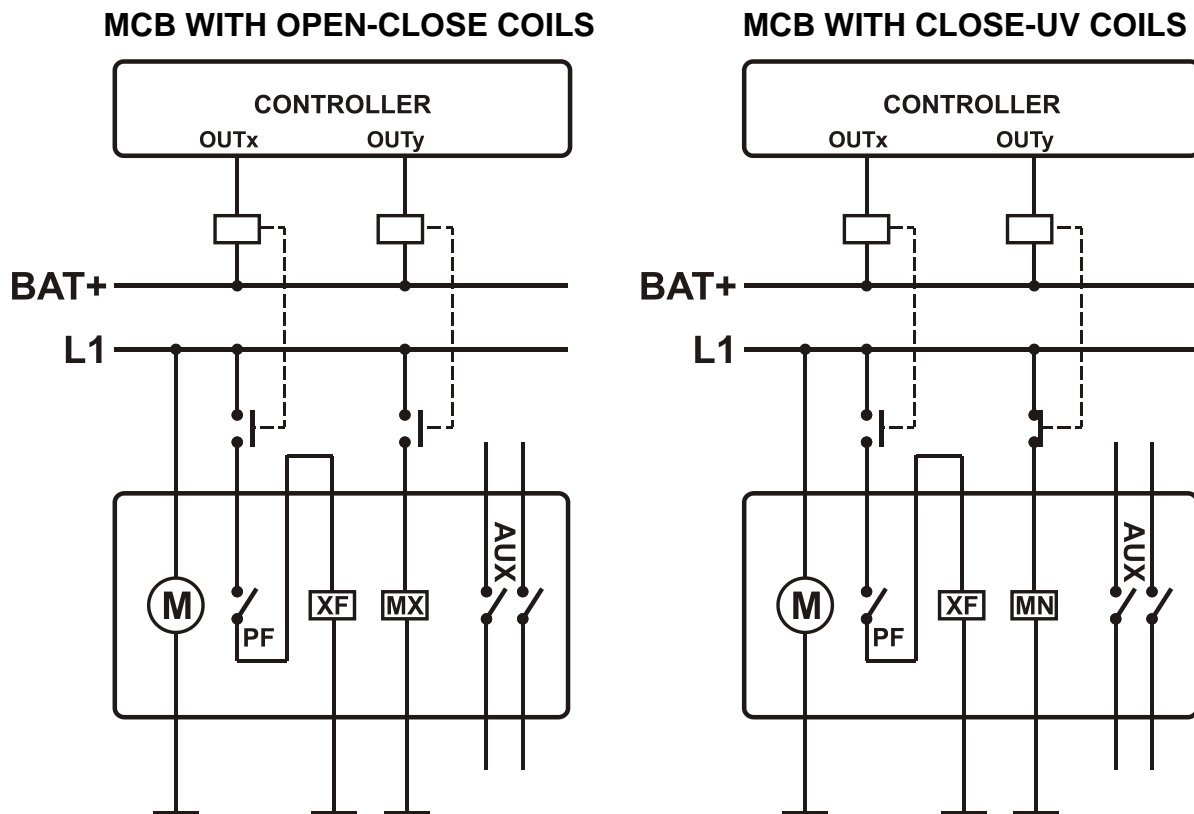 MCB WITH OPEN-CLOSE COILS
CONTROLLER
OUTx OUTy
BAT+
L1
AUX
M
PF
XF
MX
MCB WITH CLOSE-UV COILS
CONTROLLER
OUTx OUTy
BAT+
L1
AUX
M
PF
XF
MN